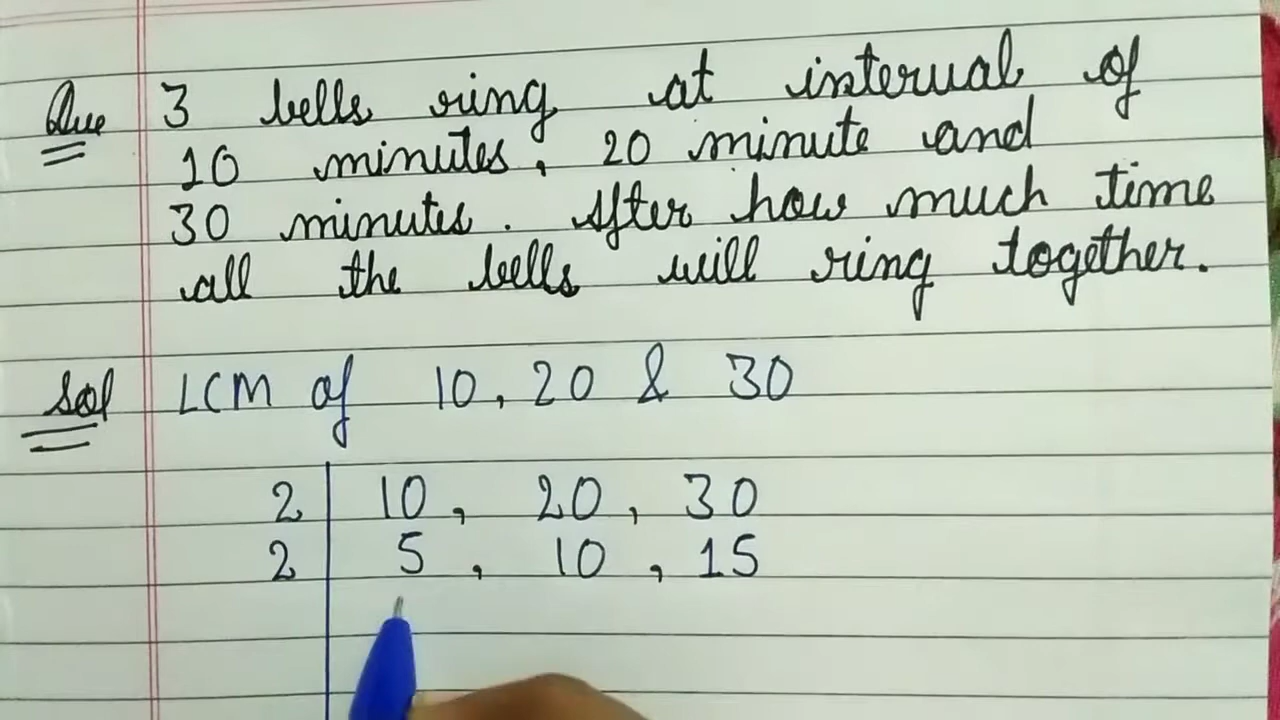 Que 3 bells ring at interval of
10 minutes, 20 minute and
30 minutes. After how much time
all the bells will ring together.
Sol LCM of 10, 20 & 30
2 | 10, 20, 30
2 | 5, 10, 15